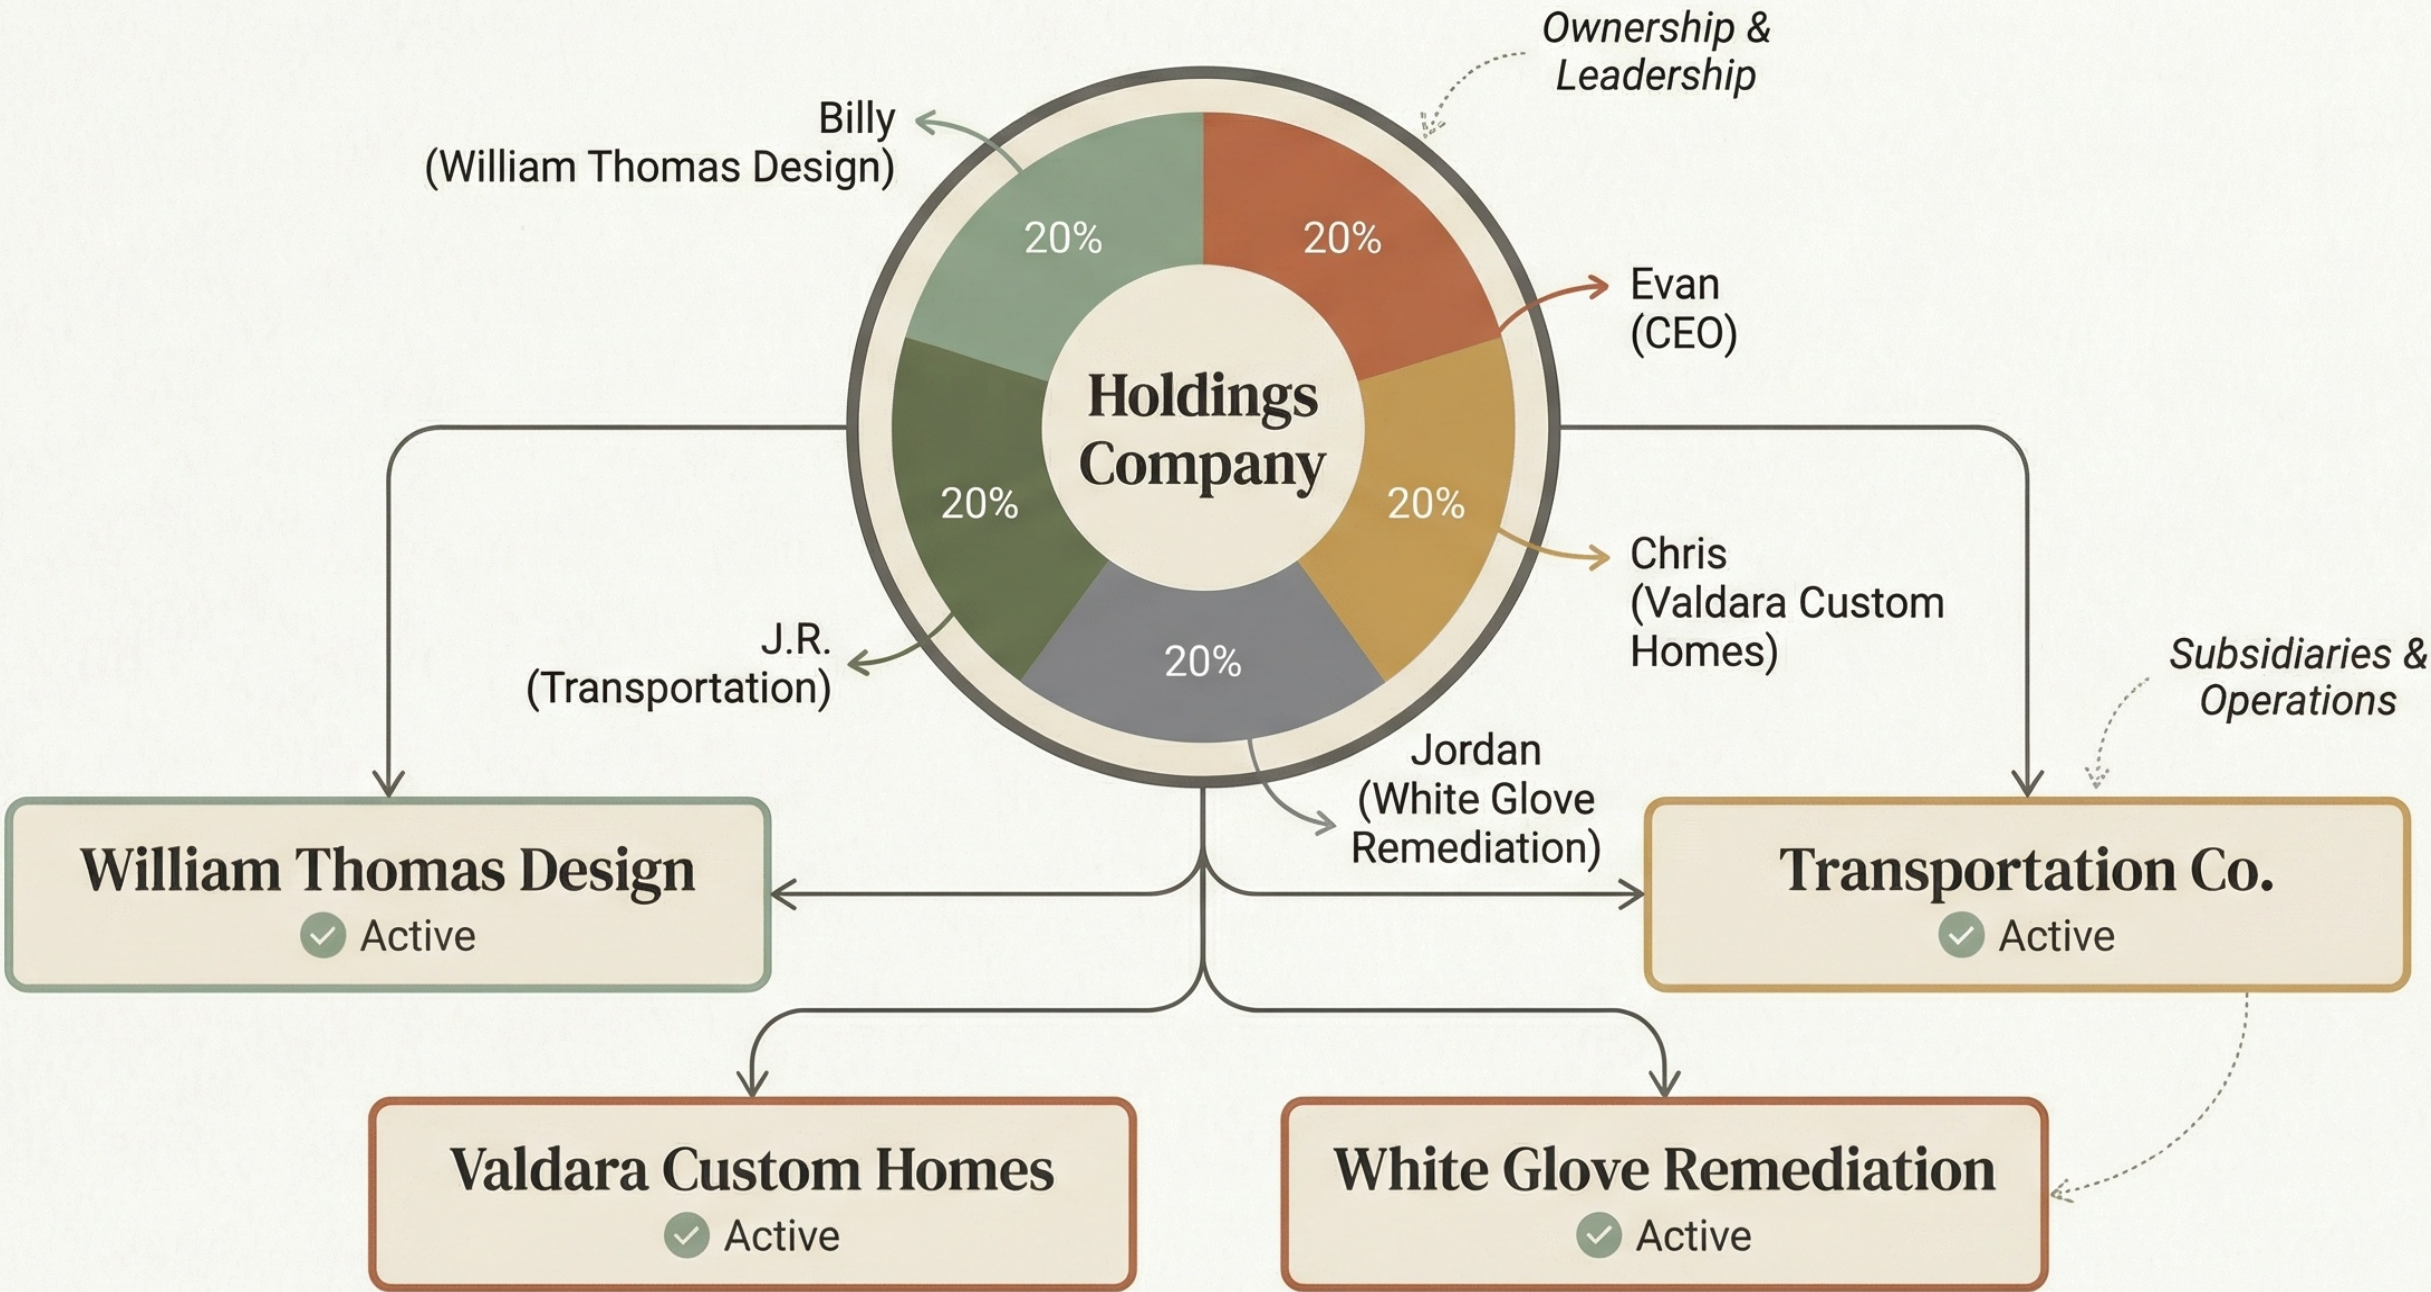 Ownership &
Leadership
Billy
(William Thomas Design)
20%
20%
Evan
(CEO)
Holdings
Company
20%
20%
Chris
(Valdara Custom
Homes)
J.R.
(Transportation)
20%
Subsidiaries &
Operations
Jordan
(White Glove
Remediation)
William Thomas Design
Active
Transportation Co.
Active
Valdara Custom Homes
Active
White Glove Remediation
Active